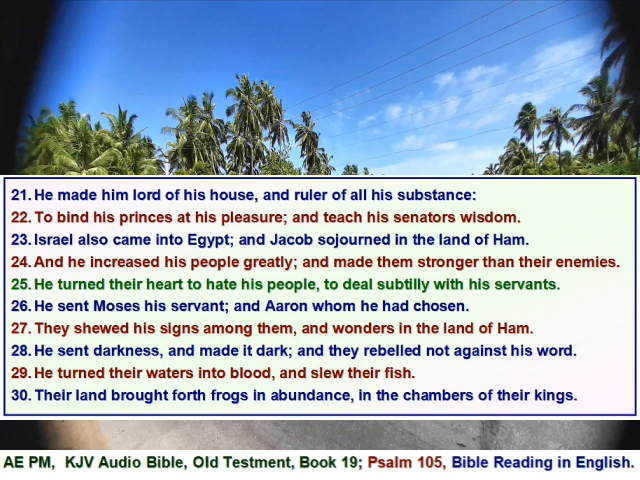 21. He made him lord of his house, and ruler of all his substance:
22. To bind his princes at his pleasure; and teach his senators wisdom.
23. Israel also came into Egypt; and Jacob sojourned in the land of Ham.
24. And he increased his people greatly; and made them stronger than their enemies.
25. He turned their heart to hate his people, to deal subtilly with his servants.
26. He sent Moses his servant; and Aaron whom he had chosen.
27. They shewed his signs among them, and wonders in the land of Ham.
28. He sent darkness, and made it dark; and they rebelled not against his word.
29. He turned their waters into blood, and slew their fish.
30. Their land brought forth frogs in abundance, in the chambers of their kings.
AE PM, KJV Audio Bible, Old Testment, Book 19; Psalm 105, Bible Reading in English.